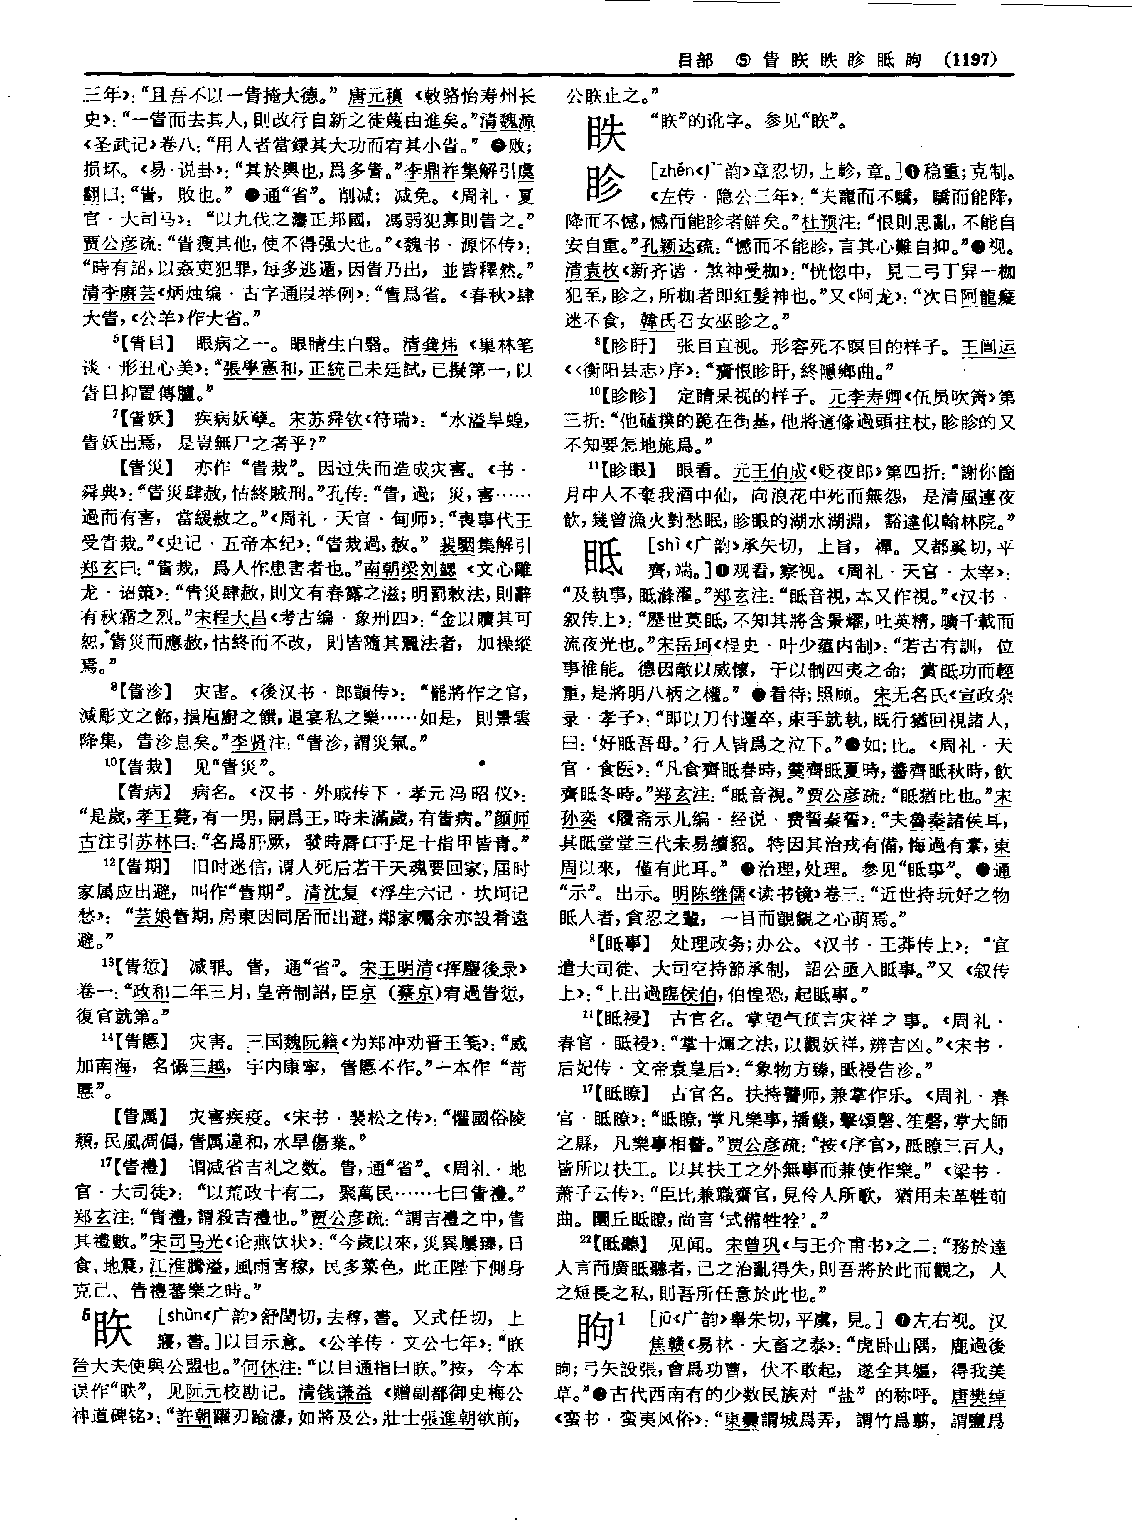 目部 ⑤ 眚 眣 眣 眕 眡 眗 (1197)
三年》：“且吾不以一眚掩大德。” 唐元稹《敕骆怡寿州长
史》：“一眚而去其人，則改行自新之徒蔑由進矣。”清魏源
《圣武记》卷八：“用人者當録其大功而宥其小眚。” ❸败；
损坏。《易·说卦》：“其於輿也，爲多眚。”李鼎祚集解引虞
翻曰：“眚，敗也。” ❹通“省”。削减；减免。《周礼·夏
官·大司马》：“以九伐之灋正邦國，馮弱犯寡則眚之。”
贾公彦疏：“眚瘦其他，使不得强大也。”《魏书·源怀传》：
“時有詔，以姦吏犯罪，每多逃遁，因眚乃出，並皆釋然。”
清李赓芸《炳烛编·古字通叚举例》：“眚爲省。《春秋》肆
大眚，《公羊》作大省。”
⁵【眚目】 眼病之一。眼睛生白翳。清龚炜《巢林笔
谈·形丑心美》：“張學憲和，正統己未廷試，已擬第一，以
眚目抑置傳臚。”
⁷【眚妖】 疾病妖孽。宋苏舜钦《符瑞》：“水溢旱蝗，
眚妖出焉，是豈無尸之者乎？”
【眚災】 亦作“眚烖”。因过失而造成灾害。《书·
舜典》：“眚災肆赦，怙終賊刑。”孔传：“眚，過；災，害……
過而有害，當緩赦之。”《周礼·天官·甸师》：“喪事代王
受眚烖。”《史记·五帝本纪》：“眚烖過，赦。”裴駰集解引
郑玄曰：“眚烖，爲人作患害者也。”南朝梁刘勰《文心雕
龙·诏策》：“眚災肆赦，則文有春露之滋；明罰敕法，則辭
有秋霜之烈。”宋程大昌《考古编·象刑四》：“金以贖其可
恕，眚災而應赦，怙終而不改，則皆隨其麗法者，加操縱
焉。”
⁸【眚沴】 灾害。《後汉书·郎顗传》：“能將作之官，
減彫文之飾，損庖廚之饌，退宴私之樂……如是，則景雲
降集，眚沴息矣。”李贤注：“眚沴，謂災氣。”
¹⁰【眚烖】 见“眚災”。
【眚病】 病名。《汉书·外戚传下·孝元冯昭仪》：
“是歲，孝王薨，有一男，嗣爲王，時未滿歲，有眚病。”颜师
古注引苏林曰：“名爲肝厥，發時脣口手足十指甲皆青。”
¹²【眚期】 旧时迷信，谓人死后若干天魂要回家，届时
家属应出避，叫作“眚期”。清沈复《浮生六记·坎坷记
愁》：“芸娘眚期，房東因同居而出避，鄰家囑余亦設肴遠
避。”
¹³【眚愆】 减罪。眚，通“省”。宋王明清《挥麈後录》
卷一：“政和二年三月，皇帝制詔，臣京（蔡京）宥過眚愆，
復官就第。”
¹⁴【眚慝】 灾害。三国魏阮籍《为郑冲劝晋王笺》：“威
加南海，名懾三越，宇内康寧，眚慝不作。”一本作“苛
慝”。
【眚厲】 灾害疾疫。《宋书·裴松之传》：“懼國俗陵
頽，民風凋傷，眚厲違和，水旱傷業。”
¹⁷【眚禮】 谓减省吉礼之数。眚，通“省”。《周礼·地
官·大司徒》：“以荒政十有二，聚萬民……七曰眚禮。”
郑玄注：“眚禮，謂殺吉禮也。”贾公彦疏：“謂吉禮之中，眚
其禮數。”宋司马光《论燕饮状》：“今歲以來，災異屢臻，日
食、地震，江淮騰溢，風雨害稼，民多菜色，此正陛下側身
克己、眚禮蕃樂之時。”
⁵眣 [shùn《广韵》舒閏切，去稕，書。又式任切，上
寢，書。]以目示意。《公羊传·文公七年》：“眣
晉大夫使與公盟也。”何休注：“以目通指曰眣。”按，今本
误作“眣”，见阮元校勘记。清钱谦益《赠副都御史梅公
神道碑铭》：“許朝躍刃踰濠，如將及公，壯士張進朝欲前，
公眣止之。”
眣 “眣”的讹字。参见“眣”。
眕 [zhěn《广韵》章忍切，上軫，章。]❶稳重；克制。
《左传·隐公三年》：“夫寵而不驕，驕而能降，
降而不憾，憾而能眕者鮮矣。”杜预注：“恨則思亂，不能自
安自重。”孔颖达疏：“憾而不能眕，言其心難自抑。”❷视。
清袁枚《新齐谐·煞神受枷》：“恍惚中，見二弓丁舁一枷
犯至，眕之，所枷者即紅髮神也。”又《阿龙》：“次日阿龍癡
迷不食，韓氏召女巫眕之。”
⁸【眕盱】 张目直视。形容死不瞑目的样子。王闿运
《〈衡阳县志〉序》：“齎恨眕盱，終隱鄉曲。”
¹⁰【眕眕】 定睛呆视的样子。元李寿卿《伍员吹箫》第
三折：“他磕撲的跪在街基，他將這條過頭拄杖，眕眕的又
不知要怎地施爲。”
¹¹【眕眼】 眼看。元王伯成《贬夜郎》第四折：“謝你箇
月中人不棄我酒中仙，向浪花中死而無怨，是清風連夜
飲，幾曾漁火對愁眠，眕眼的湖水湖淵，豁達似翰林院。”
眡 [shì《广韵》承矢切，上旨，禪。又都奚切，平
齊，端。]❶观看，察视。《周礼·天官·太宰》：
“及執事，眡滌濯。”郑玄注：“眡音視，本又作視。”《汉书·
叙传上》：“歷世莫眡，不知其將含景燿，吐英精，曠千載而
流夜光也。”宋岳珂《桯史·叶少蕴内制》：“若古有訓，位
事惟能。德因敵以威懷，于以制四夷之命；賞眡功而輕
重，是將明八柄之權。” ❷看待；照顾。宋无名氏《宣政杂
录·孝子》：“即以刀付邏卒，束手就執，既行猶回視諸人，
曰：‘好眡吾母。’行人皆爲之泣下。”❸如；比。《周礼·天
官·食医》：“凡食齊眡春時，羹齊眡夏時，醬齊眡秋時，飲
齊眡冬時。”郑玄注：“眡音視。”贾公彦疏：“眡猶比也。”宋
孙奕《履斋示儿编·经说·费誓秦誓》：“夫魯秦諸侯耳，
其眡堂堂三代未易續貂。特因其治戎有備，悔過有素，東
周以來，僅有此耳。” ❹治理，处理。参见“眡事”。❺通
“示”。出示。明陈继儒《读书镜》卷三：“近世持玩好之物
眡人者，貪忍之輩，一目而覬覦之心萌焉。”
⁸【眡事】 处理政务；办公。《汉书·王莽传上》：“宜
遣大司徒、大司空持節承制，詔公亟入眡事。”又《叙传
上》：“上出過臨侯伯，伯惶恐，起眡事。”
¹¹【眡祲】 古官名。掌望气预言灾祥之事。《周礼·
春官·眡祲》：“掌十煇之法，以觀妖祥，辨吉凶。”《宋书·
后妃传·文帝袁皇后》：“象物方臻，眡祲告沴。”
¹⁷【眡瞭】 古官名。扶持瞽师，兼掌作乐。《周礼·春
官·眡瞭》：“眡瞭，掌凡樂事，播鼗，擊頌磬、笙磬，掌大師
之縣，凡樂事相瞽。”贾公彦疏：“按《序官》，眡瞭三百人，
皆所以扶工。以其扶工之外無事而兼使作樂。”《梁书·
萧子云传》：“臣比兼職齋官，見伶人所歌，猶用未革牲前
曲。圜丘眡瞭，尚言‘式備牲牷’。”
²²【眡聽】 见闻。宋曾巩《与王介甫书》之二：“務於達
人言而廣眡聽者，己之治亂得失，則吾將於此而觀之，人
之短長之私，則吾所任意於此也。”
眗¹ [jū《广韵》舉朱切，平虞，見。] ❶左右视。汉
焦赣《易林·大畜之泰》：“虎卧山隅，鹿過後
眗；弓矢設張，會爲功曹，伏不敢起，遂全其軀，得我美
草。”❷古代西南有的少数民族对“盐”的称呼。唐樊绰
《蛮书·蛮夷风俗》：“東爨謂城爲弄，謂竹爲翦，謂鹽爲